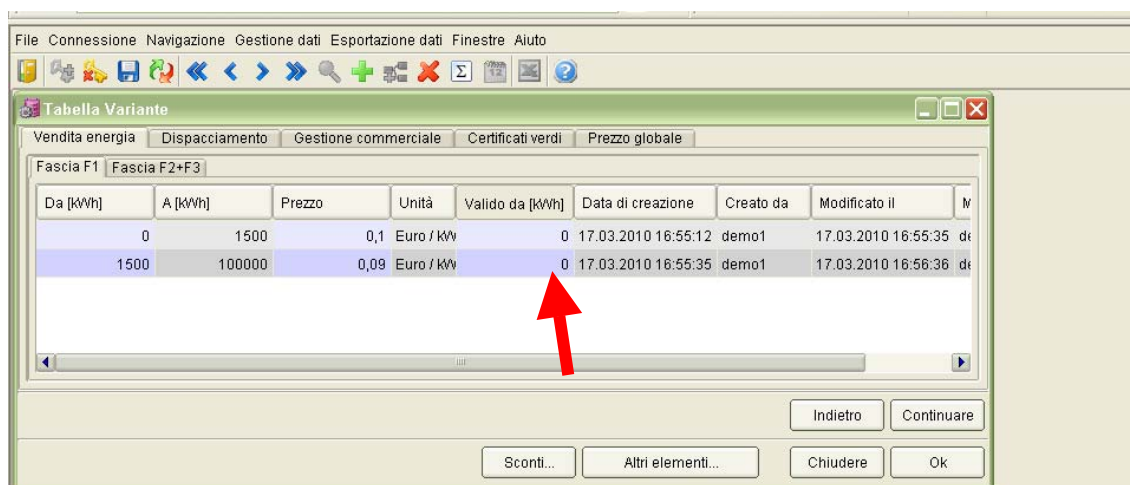 File Connessione Navigazione Gestione dati Esportazione dati Finestre Aiuto
Σ 12 ?
Tabella Variante
Vendita energia Dispacciamento Gestione commerciale Certificati verdi Prezzo globale
Fascia F1 Fascia F2+F3
Da [kWh] A [kWh] Prezzo Unità Valido da [kWh] Data di creazione Creato da Modificato il M
0 1500 0,1 Euro / kW 0 17.03.2010 16:55:12 demo1 17.03.2010 16:55:35 de
1500 100000 0,09 Euro / kW 0 17.03.2010 16:55:35 demo1 17.03.2010 16:56:36 de
Indietro Continuare
Sconti... Altri elementi... Chiudere Ok